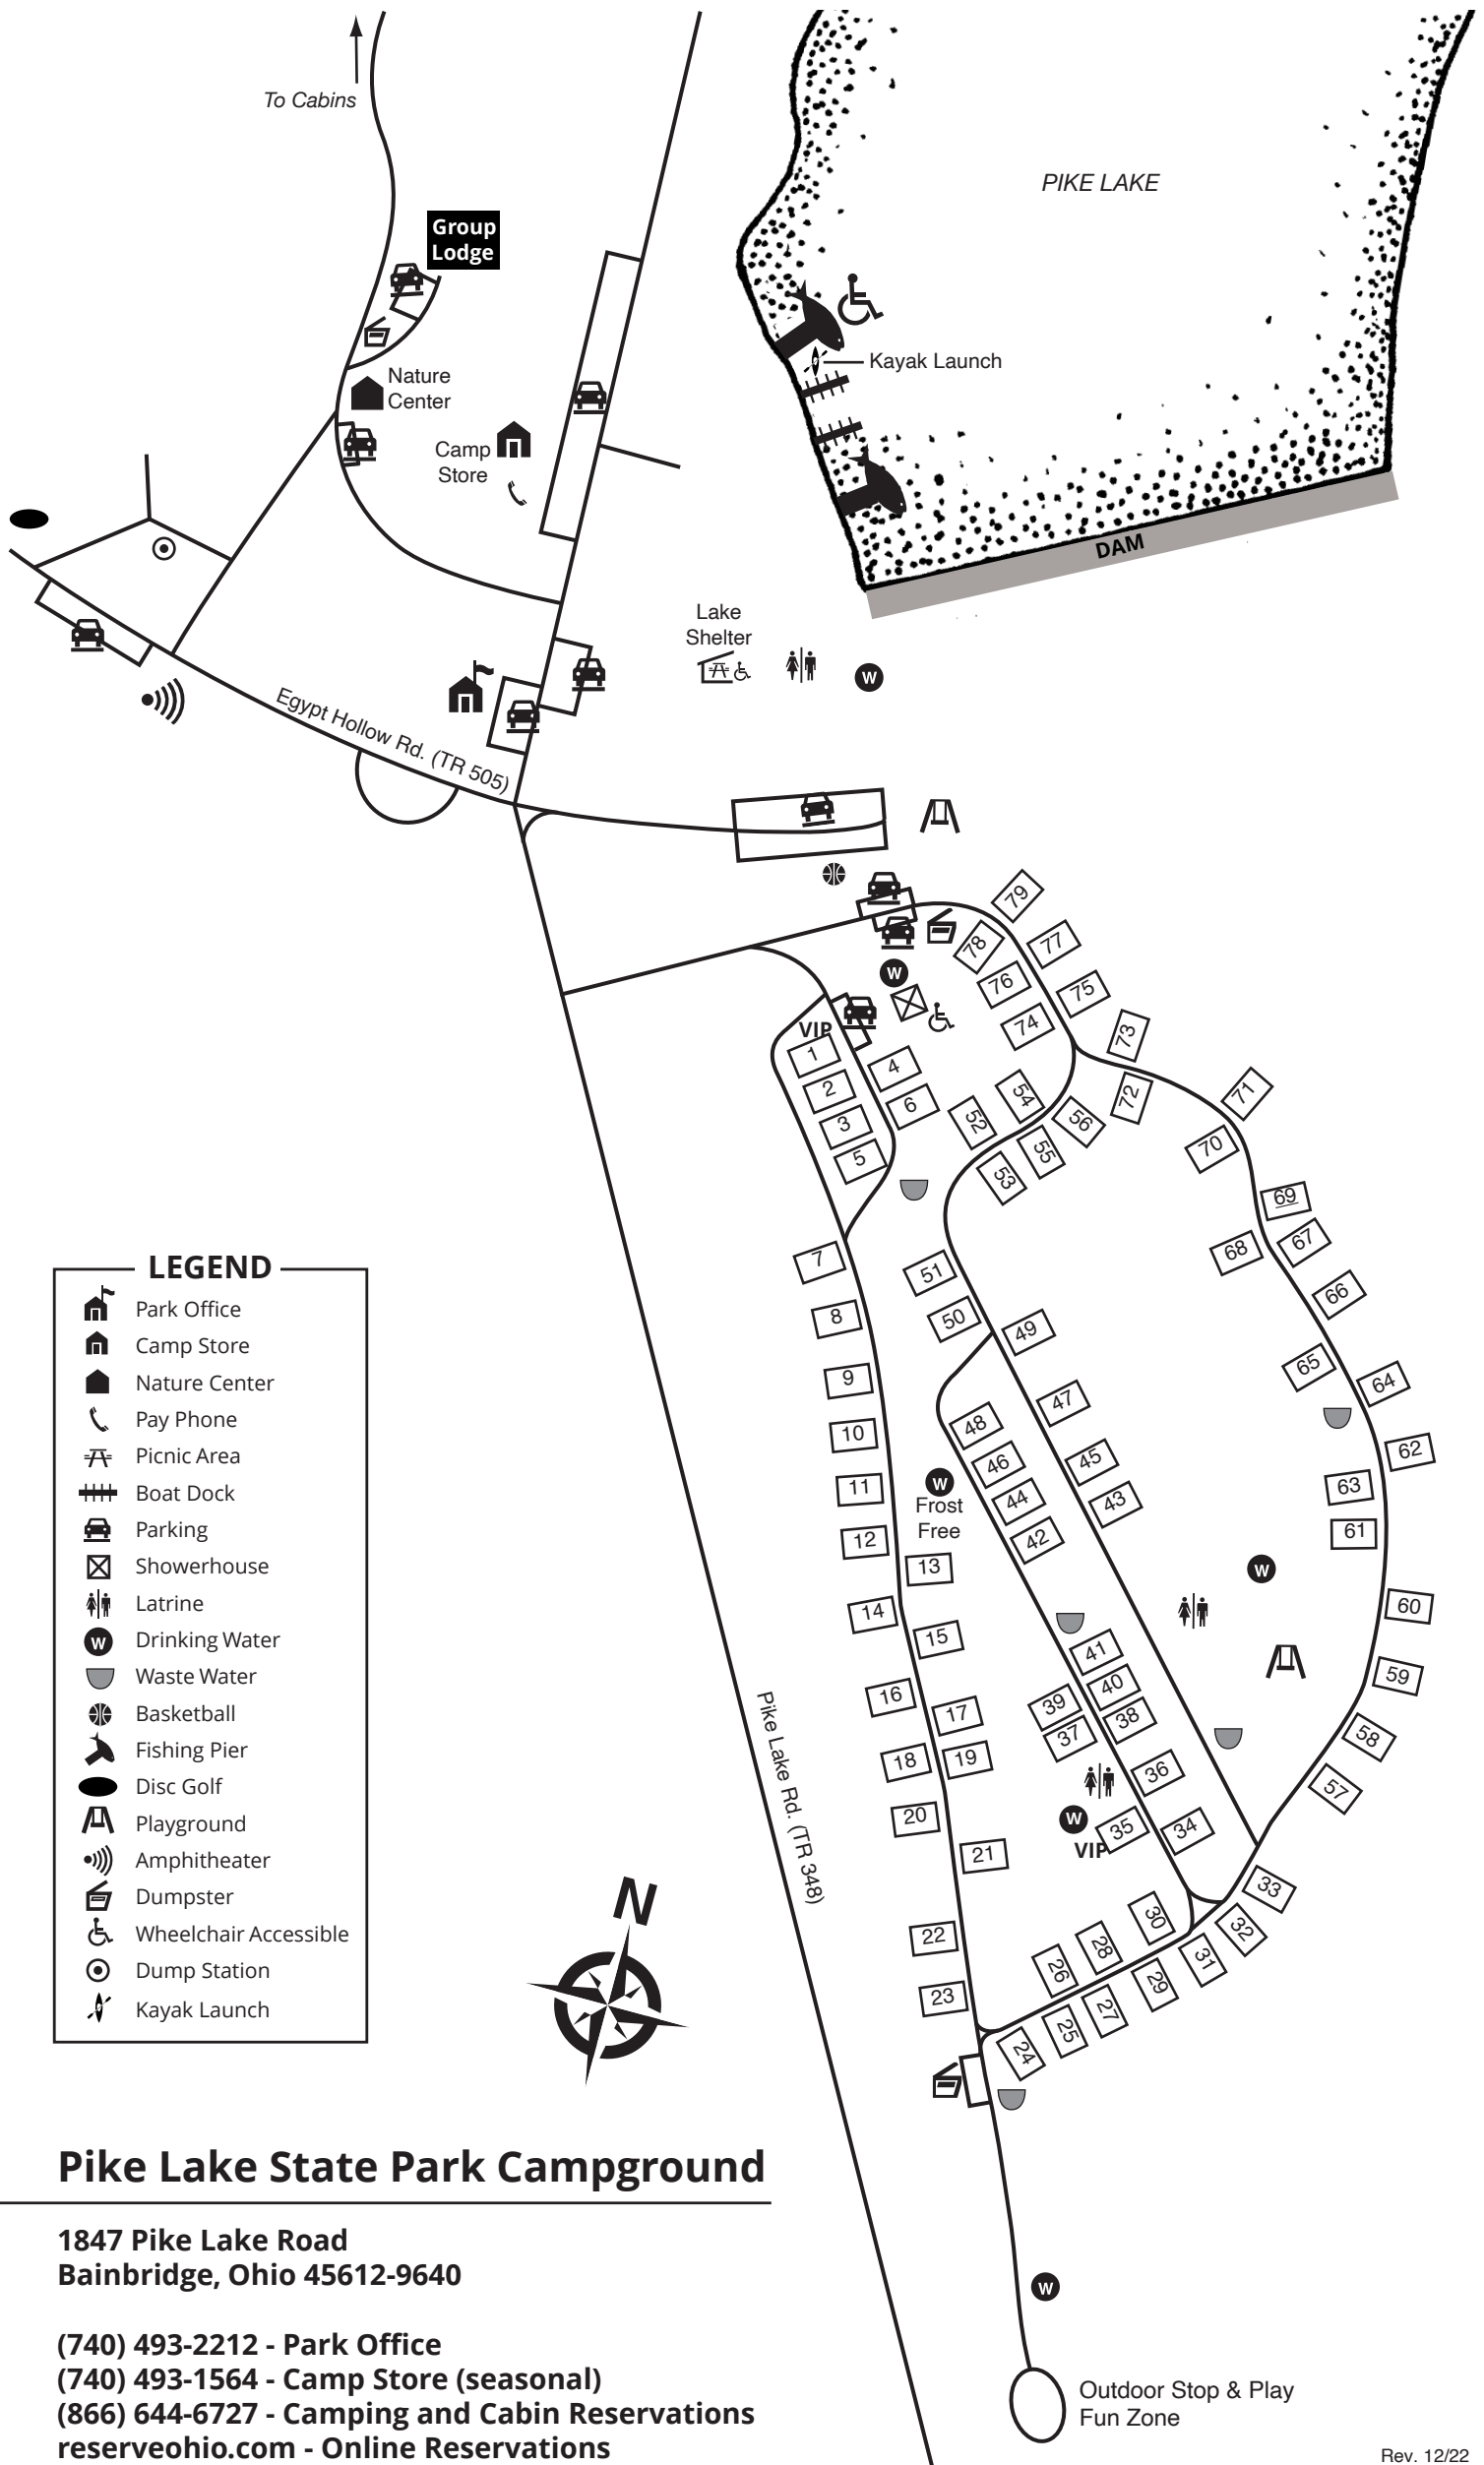 To Cabins
PIKE LAKE
Group
Lodge
Kayak Launch
Nature
Center
Camp
Store
DAM
Lake
Shelter
W
Egypt Hollow Rd. (TR 505)
79
78
77
W
76
75
74
73
VIP
1
4
2
6
3
5
54
52
56
72
71
55
53
70
69
67
68
7
51
66
8
50
49
65
64
9
47
10
48
62
46
45
63
11
W
Frost
Free
44
43
61
12
42
13
W
14
60
15
41
59
16
40
39
17
38
58
37
18
19
36
57
20
W
VIP
35
34
21
33
22
30
32
28
31
26
29
23
27
25
24
Pike Lake Rd. (TR 348)
LEGEND
Park Office
Camp Store
Nature Center
Pay Phone
Picnic Area
Boat Dock
Parking
Showerhouse
Latrine
W Drinking Water
Waste Water
Basketball
Fishing Pier
Disc Golf
Playground
Amphitheater
Dumpster
Wheelchair Accessible
Dump Station
Kayak Launch
N
Pike Lake State Park Campground
1847 Pike Lake Road
Bainbridge, Ohio 45612-9640
(740) 493-2212 - Park Office
(740) 493-1564 - Camp Store (seasonal)
(866) 644-6727 - Camping and Cabin Reservations
reserveohio.com - Online Reservations
W
Outdoor Stop & Play
Fun Zone
Rev. 12/22